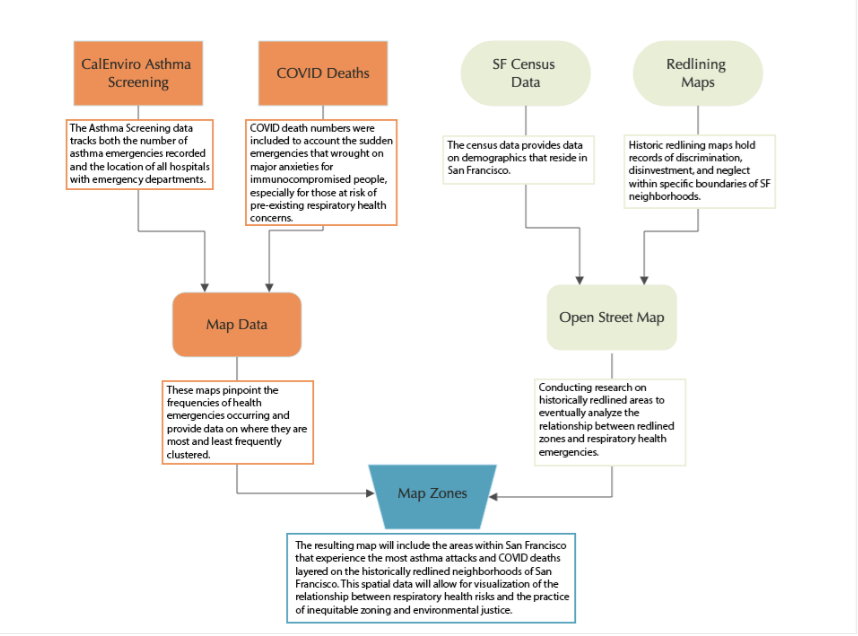 CalEnviro Asthma
Screening
COVID Deaths
SF Census
Data
Redlining
Maps
The Asthma Screening data
tracks both the number of
asthma emergencies recorded
and the location of all hospitals
with emergency departments.
COVID death numbers were
included to account the sudden
emergencies that wrought on
major anxieties for
immunocompromised people,
especially for those at risk of
pre-existing respiratory health
concerns.
The census data provides data
on demographics that reside in
San Francisco.
Historic redlining maps hold
records of discrimination,
disinvestment, and neglect
within specific boundaries of SF
neighborhoods.
Map Data
Open Street Map
These maps pinpoint the
frequencies of health
emergencies occurring and
provide data on where they are
most and least frequently
clustered.
Conducting research on
historically redlined areas to
eventually analyze the
relationship between redlined
zones and respiratory health
emergencies.
Map Zones
The resulting map will include the areas within San Francisco
that experience the most asthma attacks and COVID deaths
layered on the historically redlined neighborhoods of San
Francisco. This spatial data will allow for visualization of the
relationship between respiratory health risks and the practice
of inequitable zoning and environmental justice.